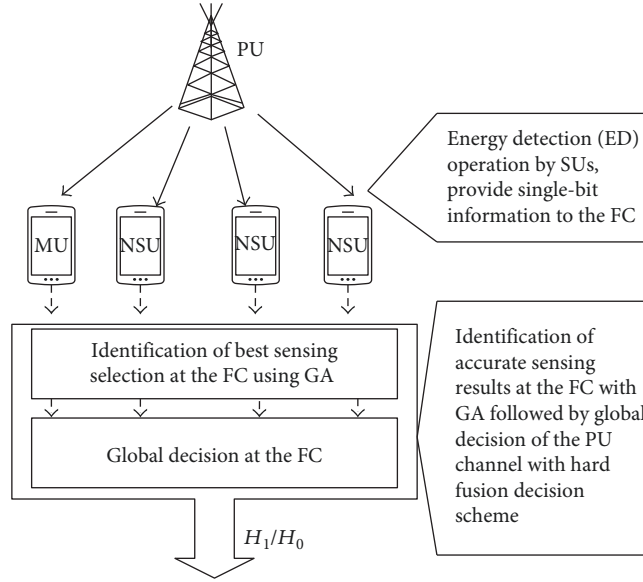 PU
Energy detection (ED)
operation by SUs,
provide single-bit
information to the FC
MU
NSU
NSU
NSU
Identification of best sensing
selection at the FC using GA
Global decision at the FC
Identification of
accurate sensing
results at the FC with
GA followed by global
decision of the PU
channel with hard
fusion decision
scheme
H₁/H₀